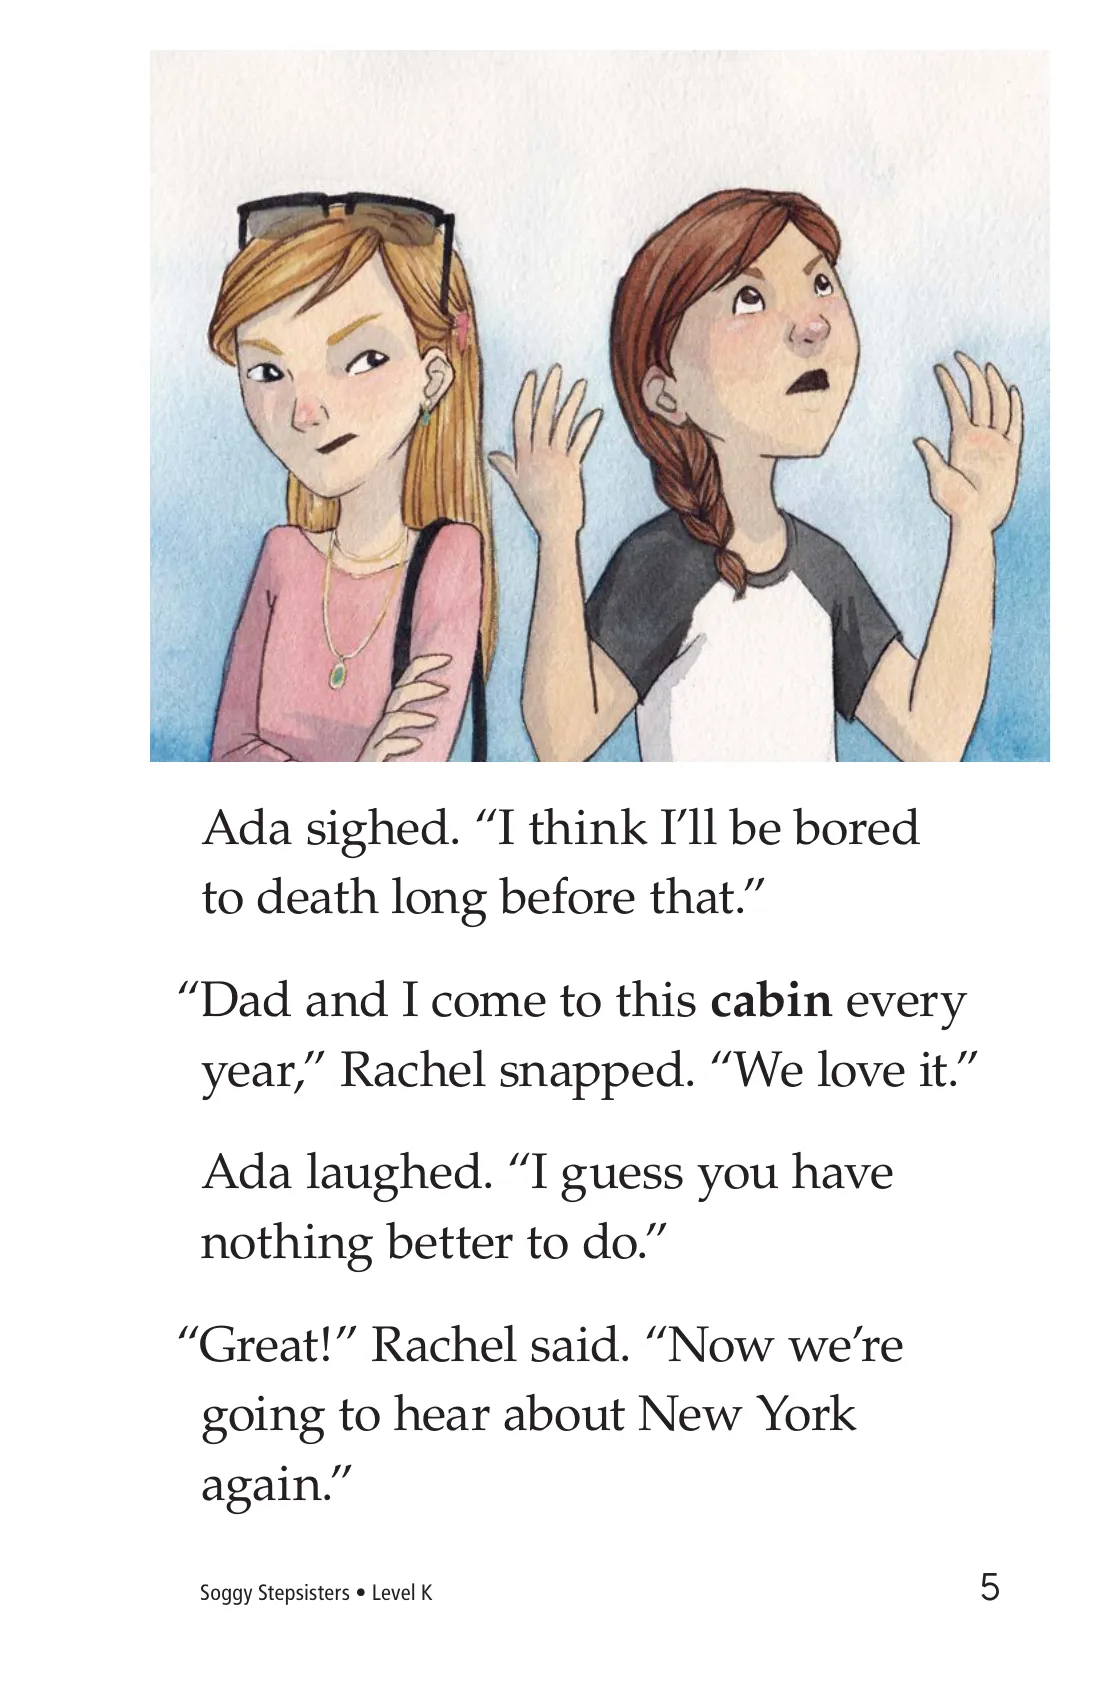 Ada sighed. “I think I’ll be bored
to death long before that.”
“Dad and I come to this cabin every
year,” Rachel snapped. “We love it.”
Ada laughed. “I guess you have
nothing better to do.”
“Great!” Rachel said. “Now we’re
going to hear about New York
again.”
Soggy Stepsisters • Level K
5